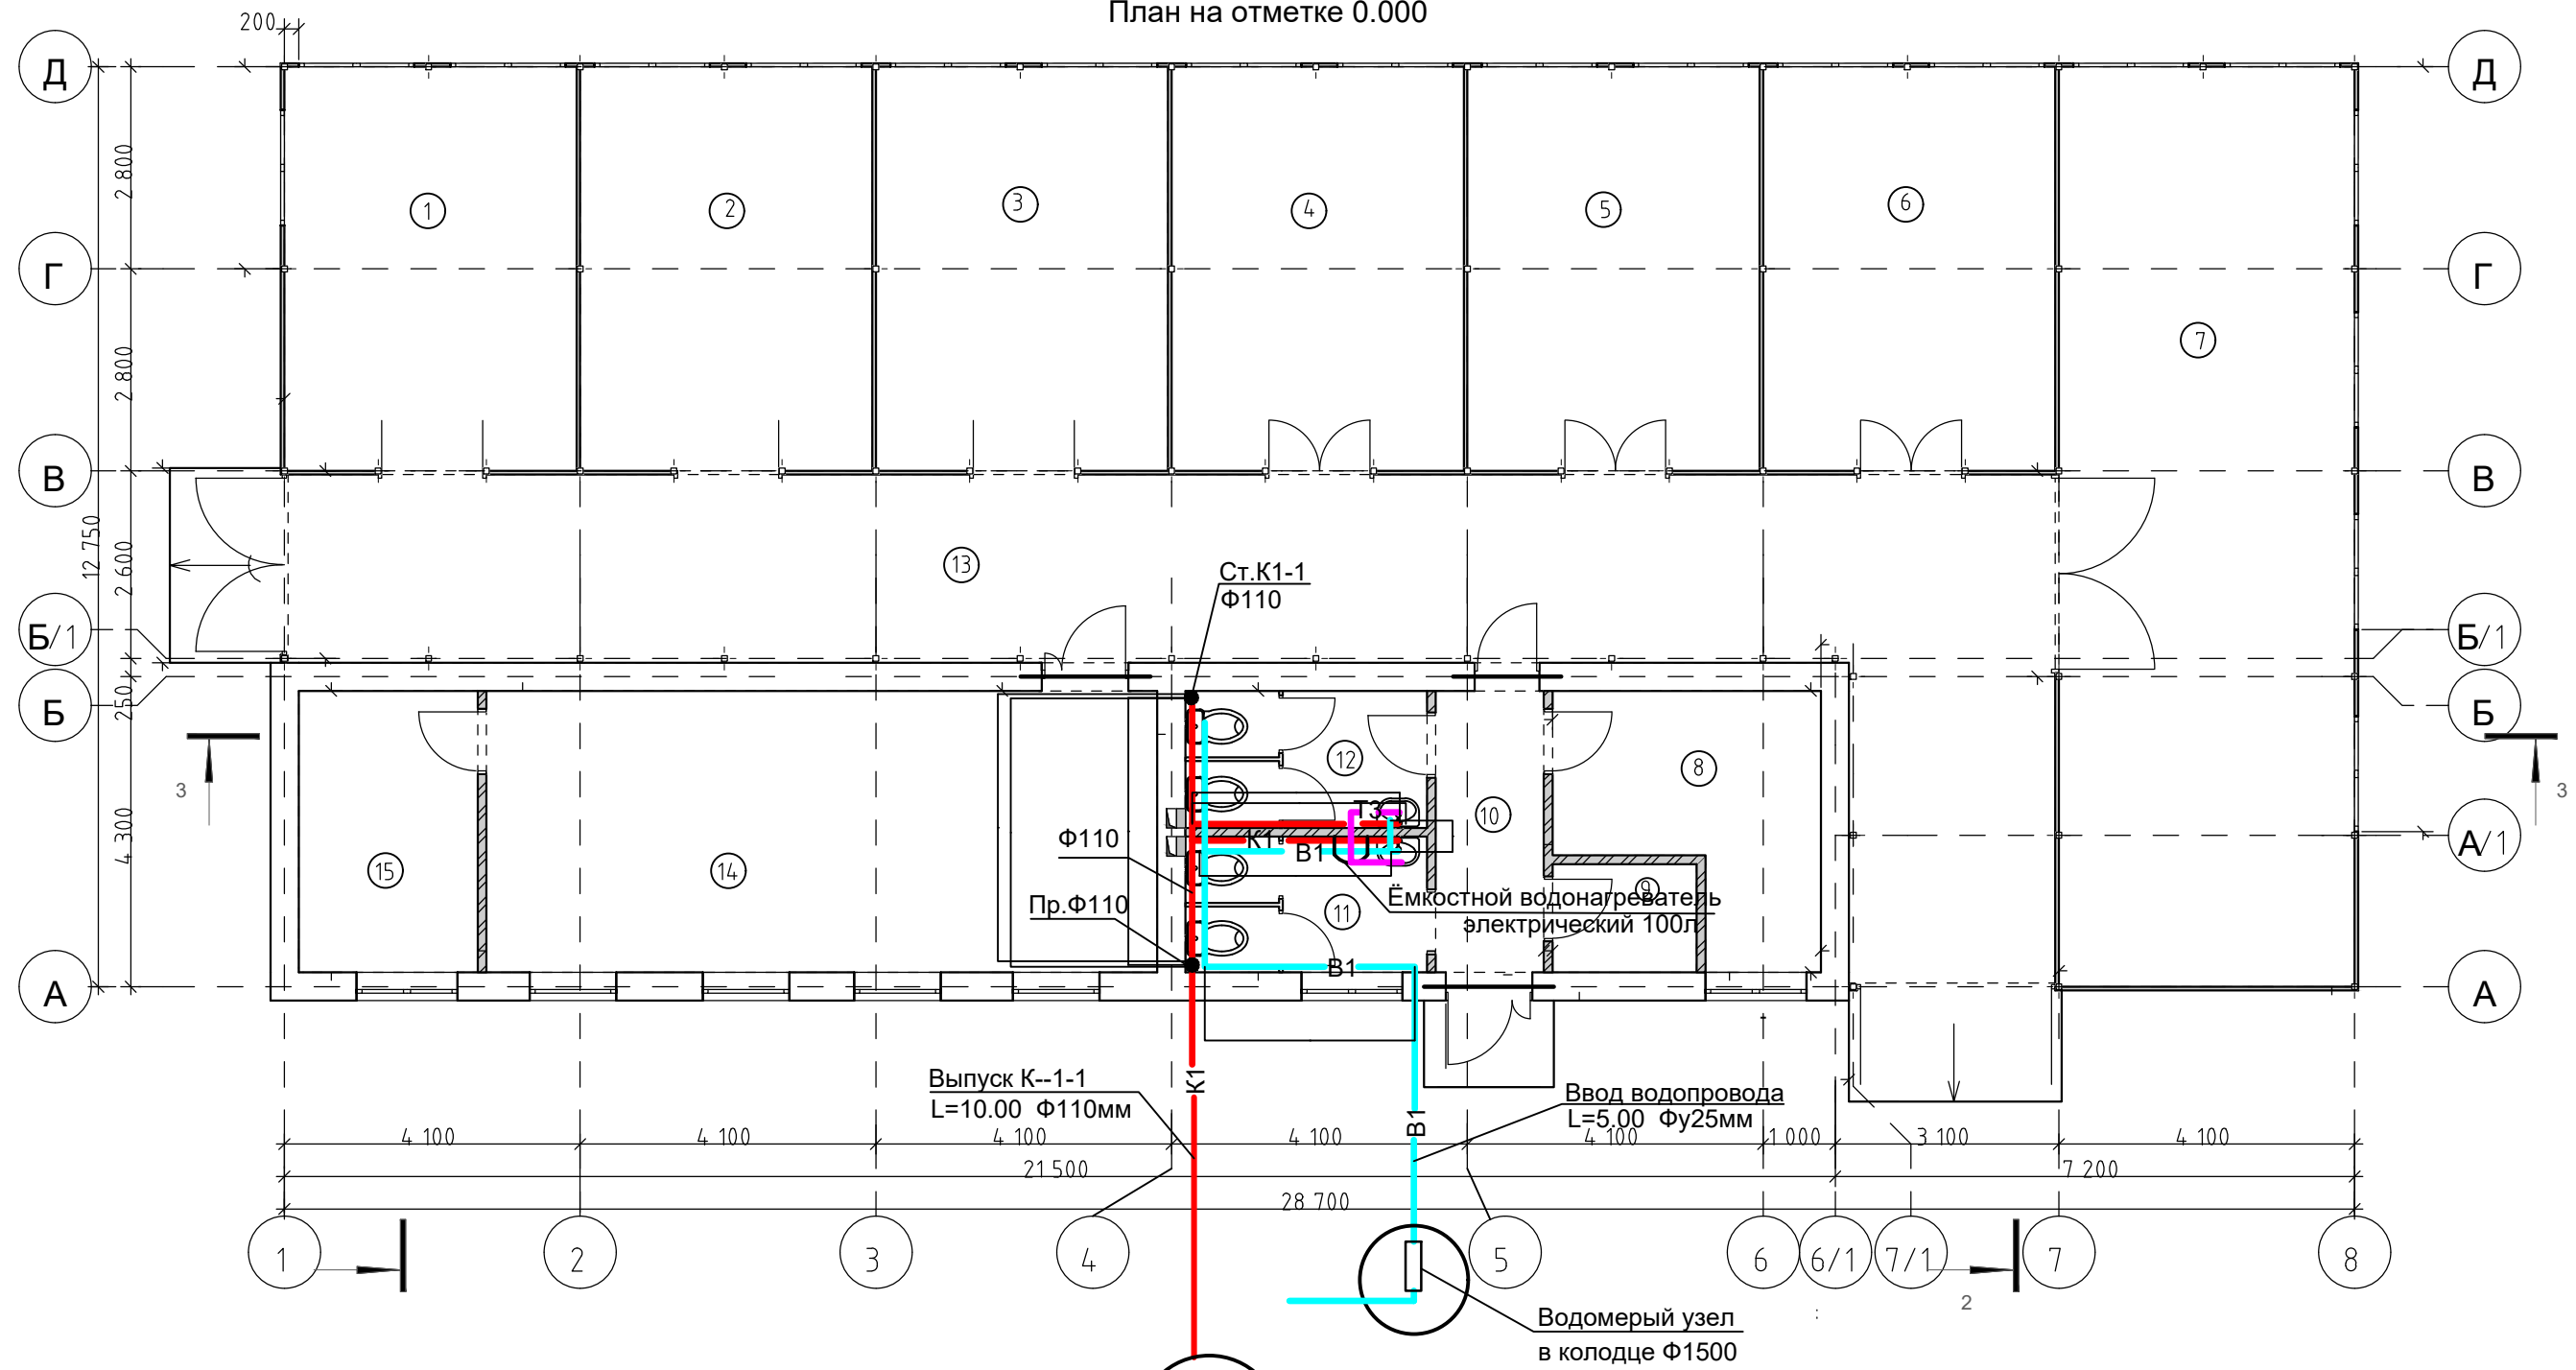 План на отметке 0.000
200
Д
Д
2 800
1
2
3
4
5
6
Г
Г
7
2 800
В
В
12 750
2 600
13
Ст.К1-1
Ф110
Б/1
Б/1
250
Б
Б
3
3
12
8
Т3
10
4 300
Ф110
К1
В1
А/1
15
14
9
Ёмкостной водонагреватель
электрический 100л
Пр.Ф110
11
В1
А
А
Выпуск К--1-1
L=10.00 Ф110мм
К1
В1
Ввод водопровода
L=5.00 Фу25мм
4 100
4 100
4 100
4 100
4 100
1 000
3 100
4 100
21 500
7 200
28 700
1
2
3
4
5
6
6/1
7/1
7
8
2
Водомерый узел
в колодце Ф1500